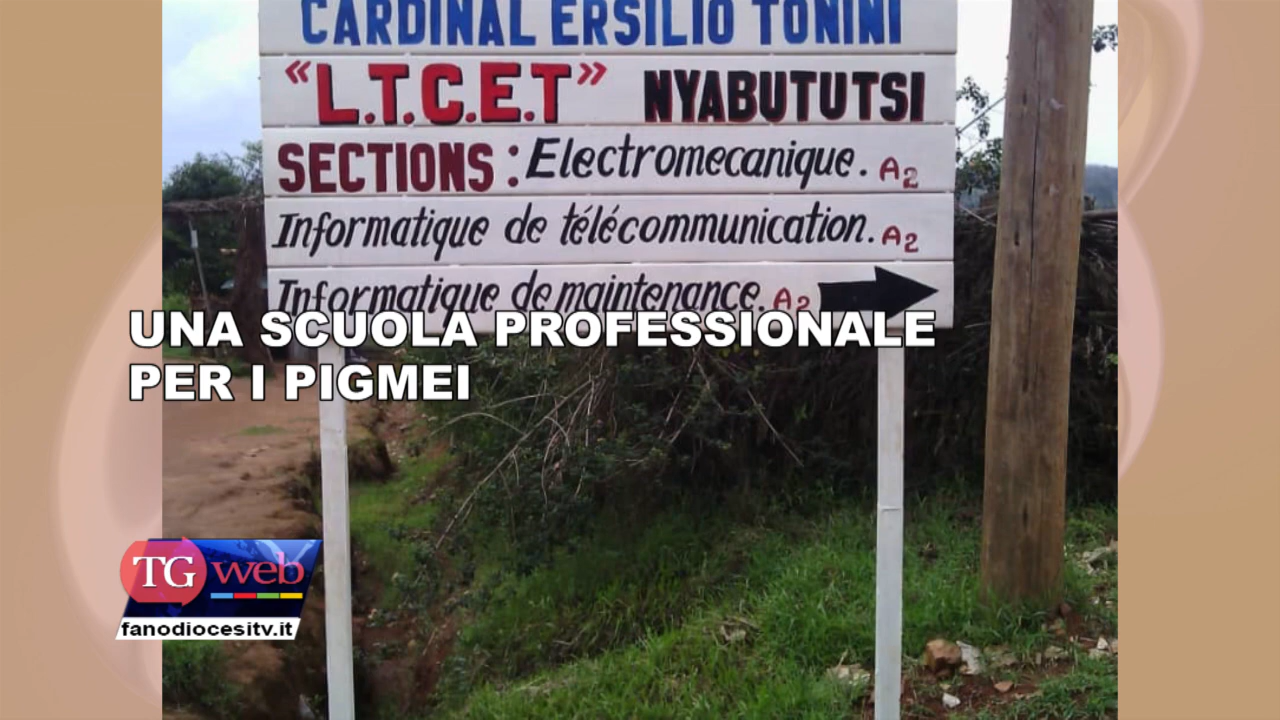 CARDINAL ERSILIO TONINI
"L.T.C.E.T" NYABUTUTSI
SECTIONS : Electromecanique. A2
Informatique de télécommunication. A2
Informatique de maintenance. A2
UNA SCUOLA PROFESSIONALE
PER I PIGMEI
TG web
fanodiocesitv.it